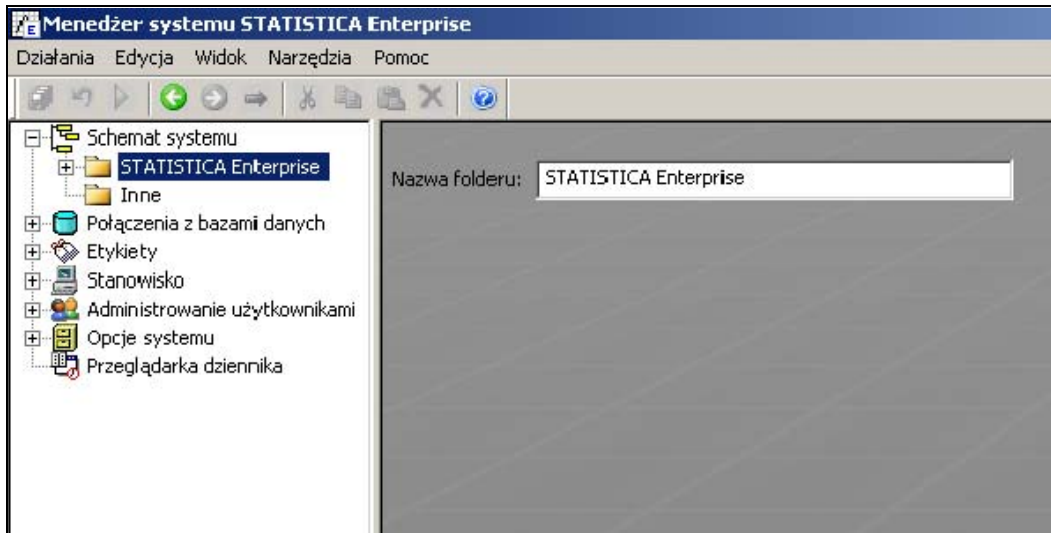 Menedżer systemu STATISTICA Enterprise
Działania Edycja Widok Narzędzia Pomoc
Schemat systemu
STATISTICA Enterprise
Inne
Połączenia z bazami danych
Etykiety
Stanowisko
Administrowanie użytkownikami
Opcje systemu
Przeglądarka dziennika
Nazwa folderu: STATISTICA Enterprise